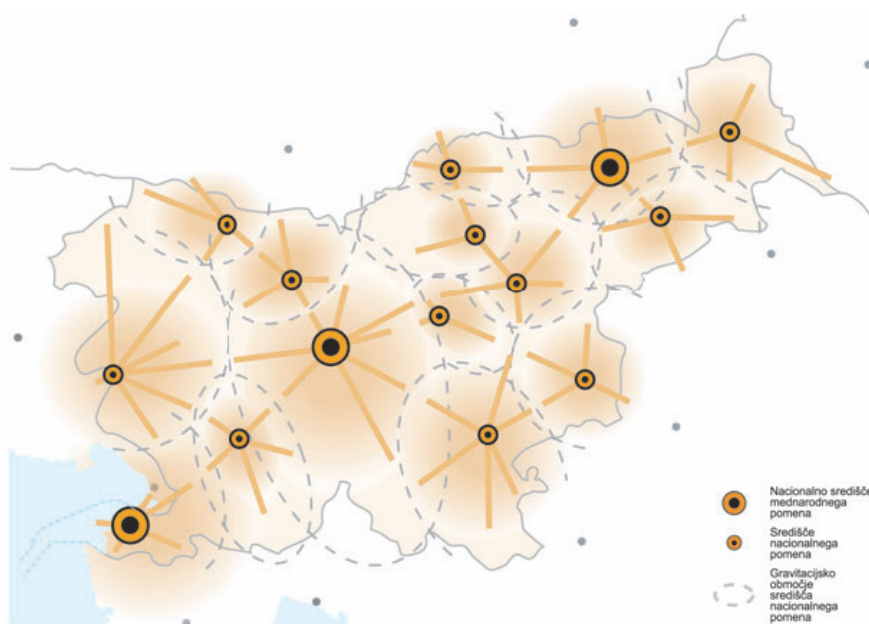 Nacionalno središče
mednarodnega
pomena
Središče
nacionalnega
pomena
Gravitacijsko
območje
središča
nacionalnega
pomena